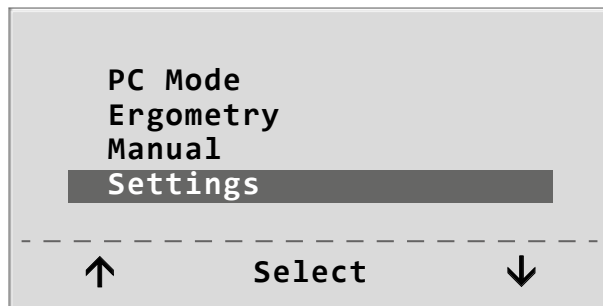 PC Mode
Ergometry
Manual
Settings
↑ Select ↓